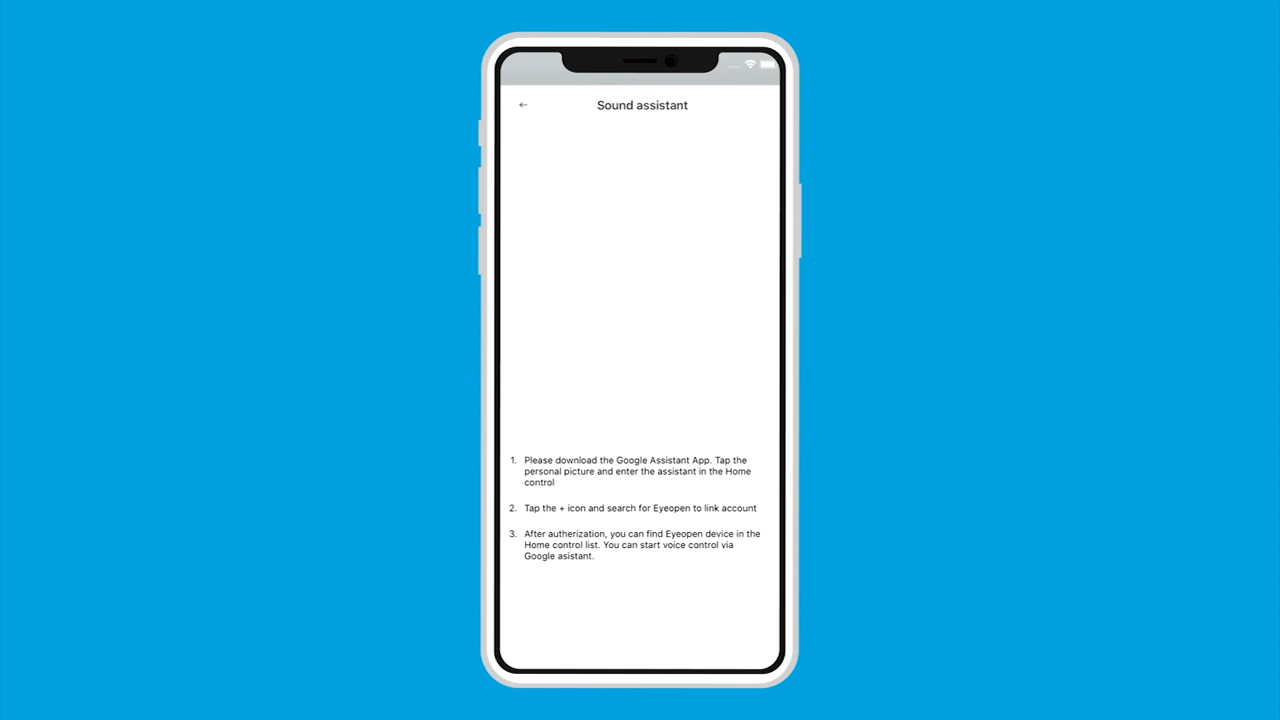 Sound assistant
1. Please download the Google Assistant App. Tap the
personal picture and enter the assistant in the Home
control
2. Tap the + icon and search for Eyeopen to link account
3. After autherization, you can find Eyeopen device in the
Home control list. You can start voice control via
Google asistant.